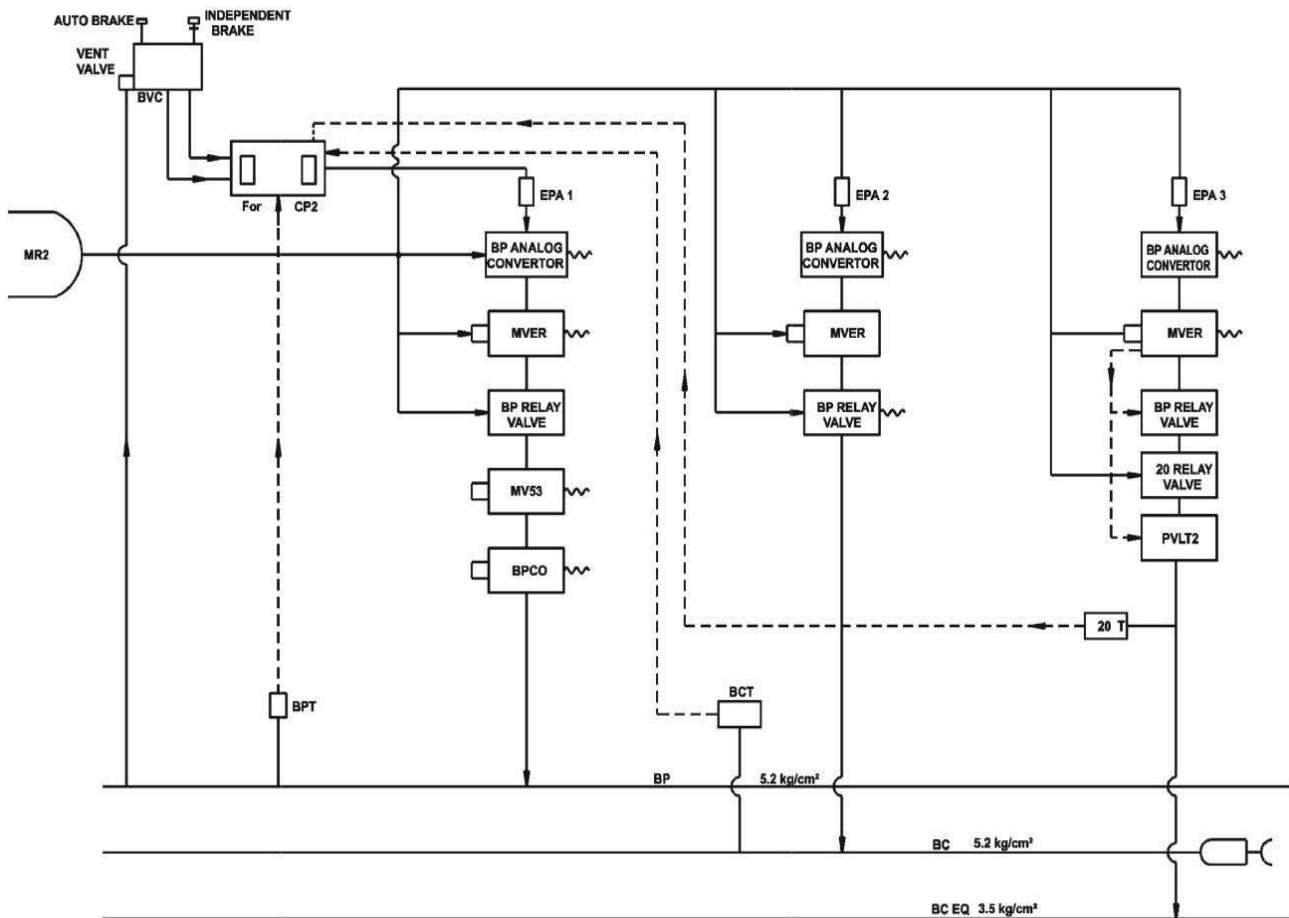 AUTO BRAKE
INDEPENDENT
BRAKE
VENT
VALVE
BVC
For
CP2
MR2
EPA 1
EPA 2
EPA 3
BP ANALOG
CONVERTOR
BP ANALOG
CONVERTOR
BP ANALOG
CONVERTOR
MVER
MVER
MVER
BP RELAY
VALVE
BP RELAY
VALVE
BP RELAY
VALVE
20 RELAY
VALVE
MV53
PVLT2
BPCO
20 T
BPT
BCT
BP 5.2 kg/cm²
BC 5.2 kg/cm²
BC EQ 3.5 kg/cm²